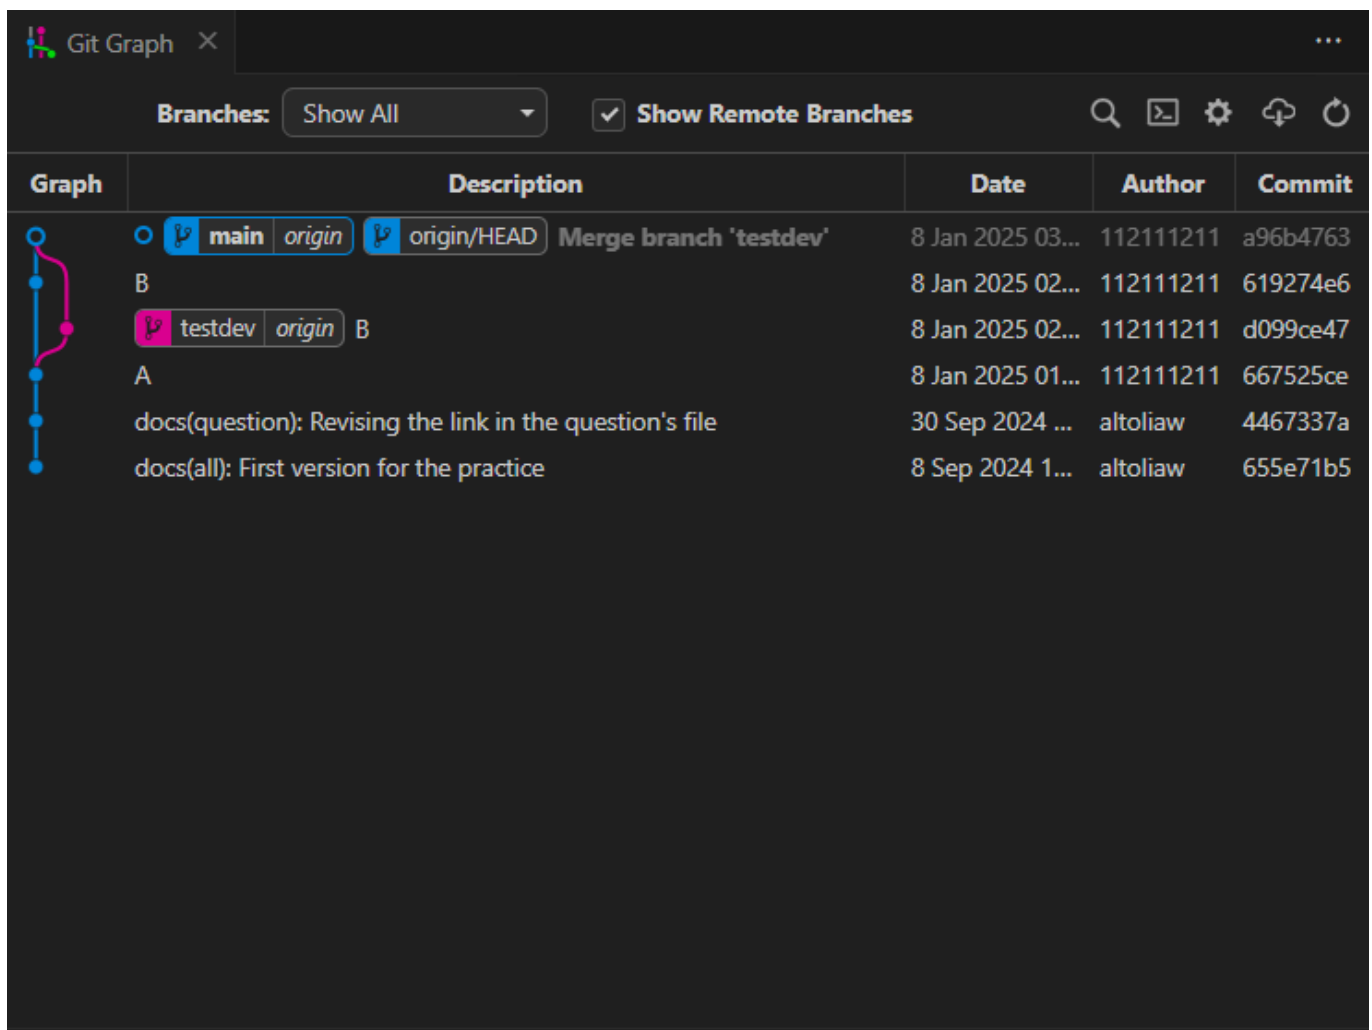 Git Graph
Branches: Show All Show Remote Branches
Graph Description Date Author Commit
main origin origin/HEAD Merge branch 'testdev' 8 Jan 2025 03... 112111211 a96b4763
B 8 Jan 2025 02... 112111211 619274e6
testdev origin B 8 Jan 2025 02... 112111211 d099ce47
A 8 Jan 2025 01... 112111211 667525ce
docs(question): Revising the link in the question's file 30 Sep 2024 ... altoliaw 4467337a
docs(all): First version for the practice 8 Sep 2024 1... altoliaw 655e71b5